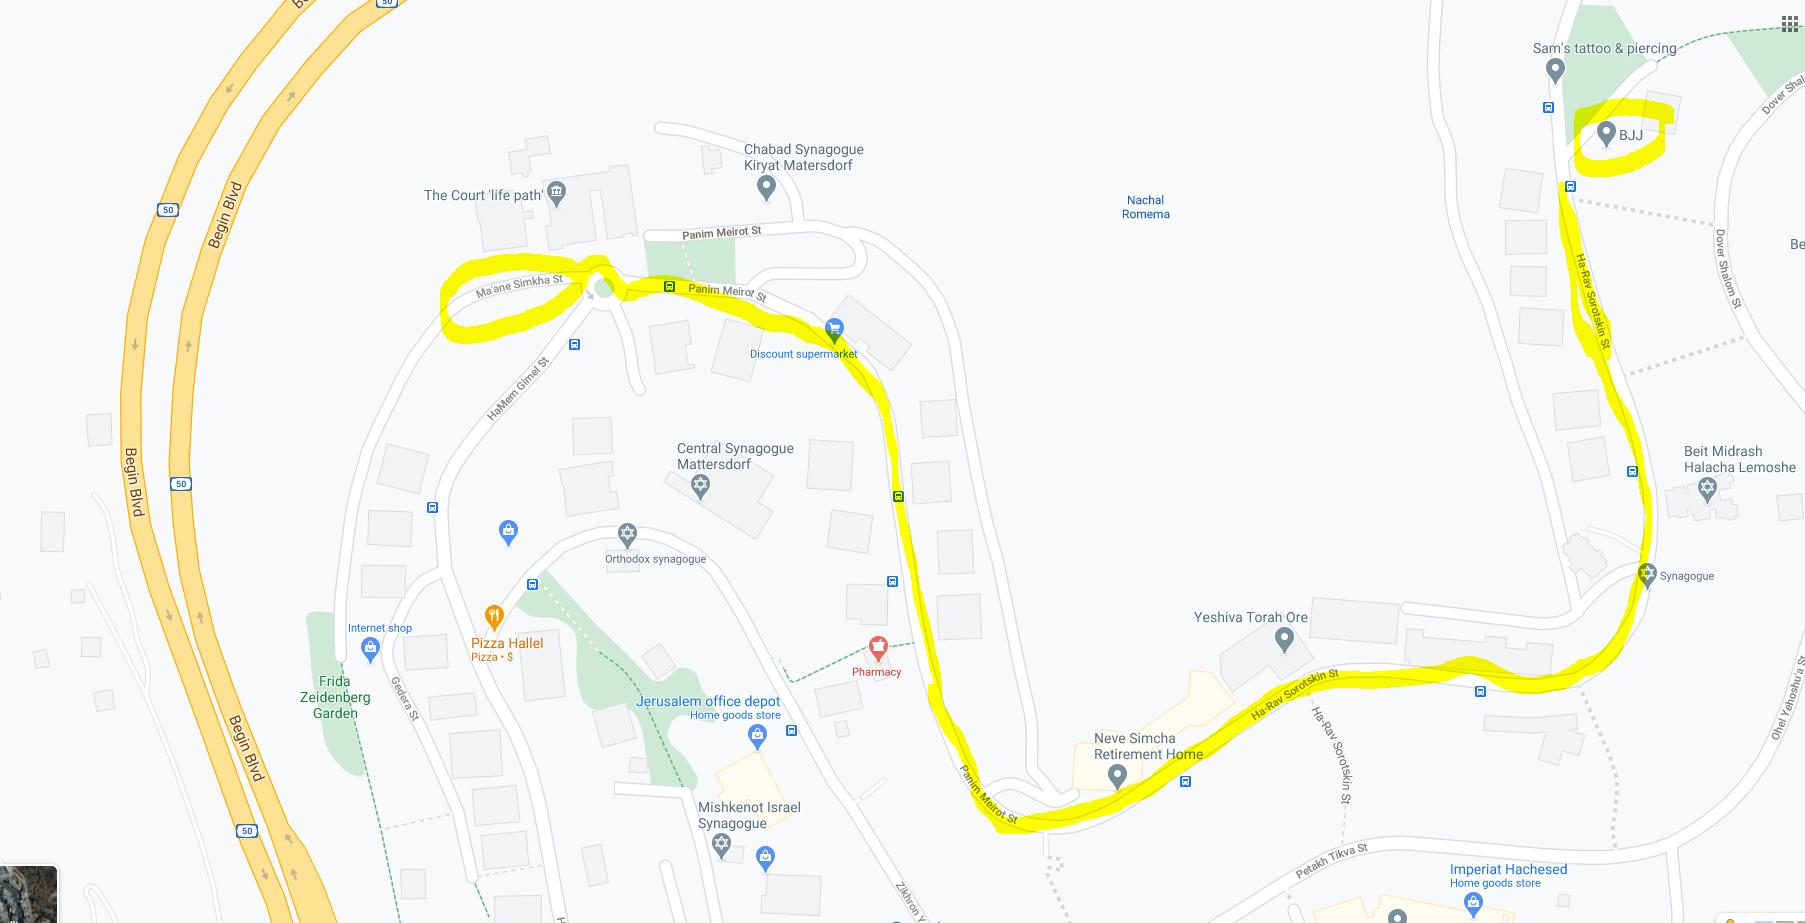 50
Sam's tattoo & piercing
Dover Shal
BJJ
Chabad Synagogue
Kiryat Matersdorf
The Court 'life path'
Nachal
Romema
50
Begin Blvd
Panim Meirot St
Ma'ane Simkha St
Panim Meirot St
Dover Shalom St
Be
Ha-Rav Sorotskin St
Discount supermarket
HaMem Gimel St
Central Synagogue
Mattersdorf
Beit Midrash
Halacha Lemoshe
Begin Blvd
50
Orthodox synagogue
Synagogue
Yeshiva Torah Ore
Internet shop
Pizza Hallel
Pizza • $
Pharmacy
Frida
Zeidenberg
Garden
Gedera St
Jerusalem office depot
Home goods store
Ha-Rav Sorotskin St
Ha-Rav Sorotskin St
Ohel Yehoshu'a St
Begin Blvd
Neve Simcha
Retirement Home
Panim Meirot St
Mishkenot Israel
Synagogue
50
Petakh Tikva St
Imperiat Hachesed
Home goods store
Zikhron Y